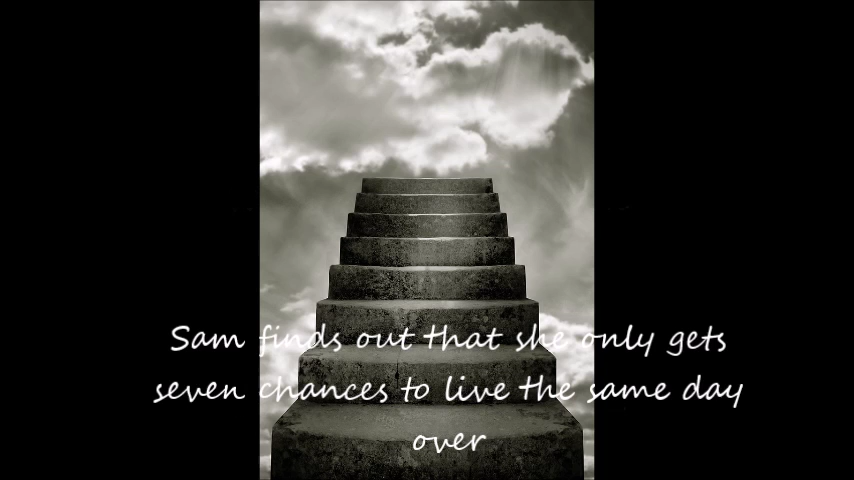 Sam finds out that she only gets
seven chances to live the same day
over